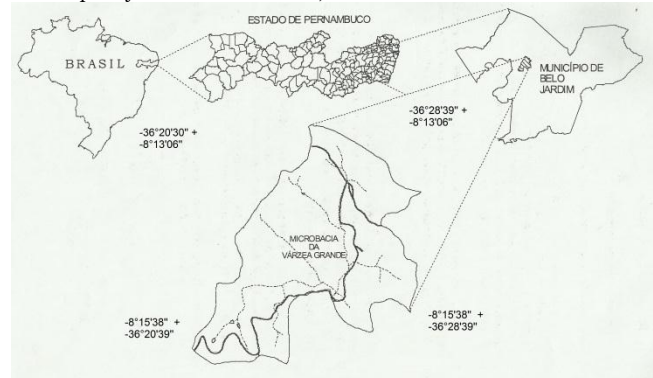 ESTADO DE PERNAMBUCO
BRASIL
MUNICÍPIO DE
BELO
JARDIM
-36°20'30" +
-8°13'06"
-36°28'39" +
-8°13'06"
MICROBACIA
DA
VÁRZEA GRANDE
-8°15'38" +
-36°20'39"
-8°15'38" +
-36°28'39"